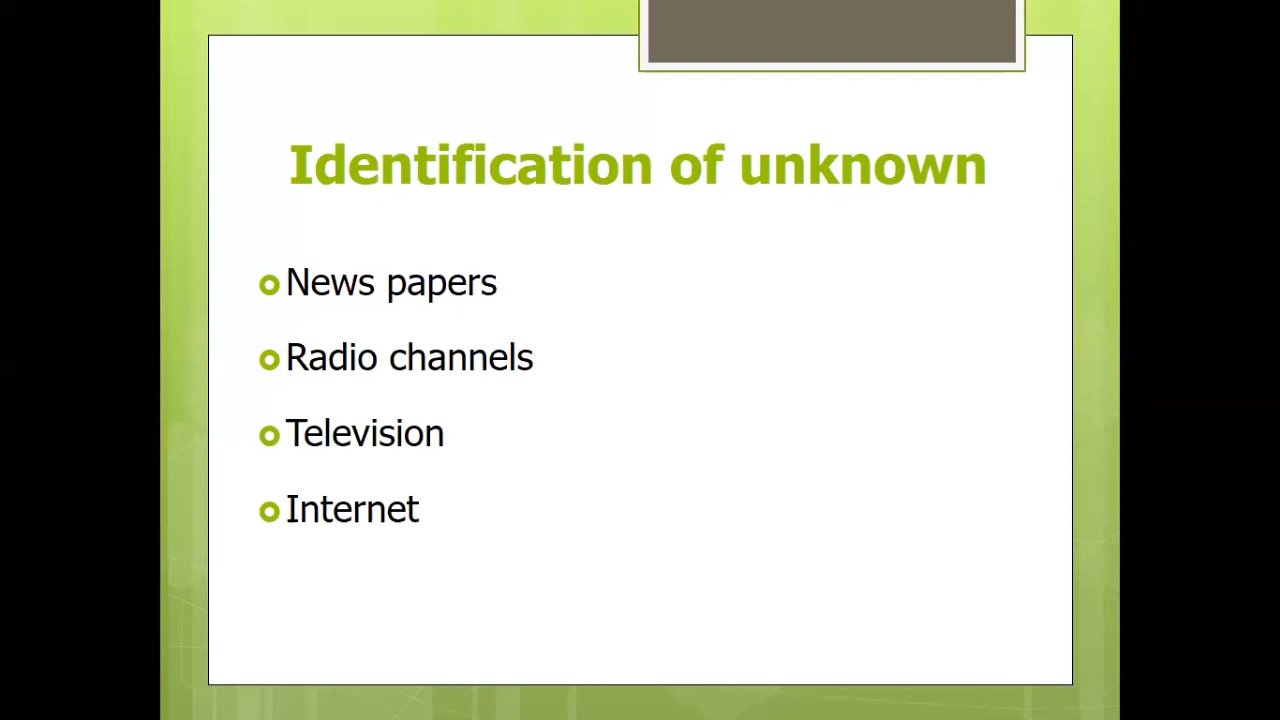 Identification of unknown
News papers
Radio channels
Television
Internet